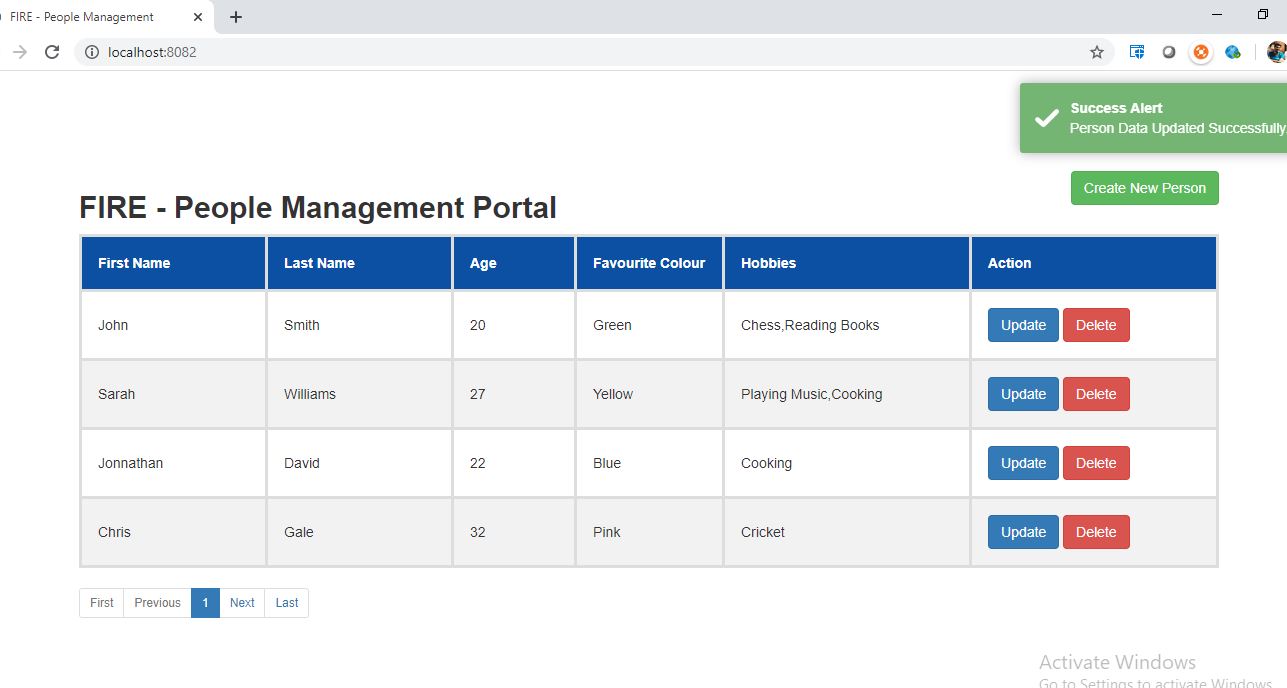 FIRE - People Management
localhost:8082
Success Alert
Person Data Updated Successfully
Create New Person
FIRE - People Management Portal
First Name Last Name Age Favourite Colour Hobbies Action
John Smith 20 Green Chess,Reading Books Update Delete
Sarah Williams 27 Yellow Playing Music,Cooking Update Delete
Jonnathan David 22 Blue Cooking Update Delete
Chris Gale 32 Pink Cricket Update Delete
First Previous 1 Next Last
Activate Windows
Go to Settings to activate Windows.